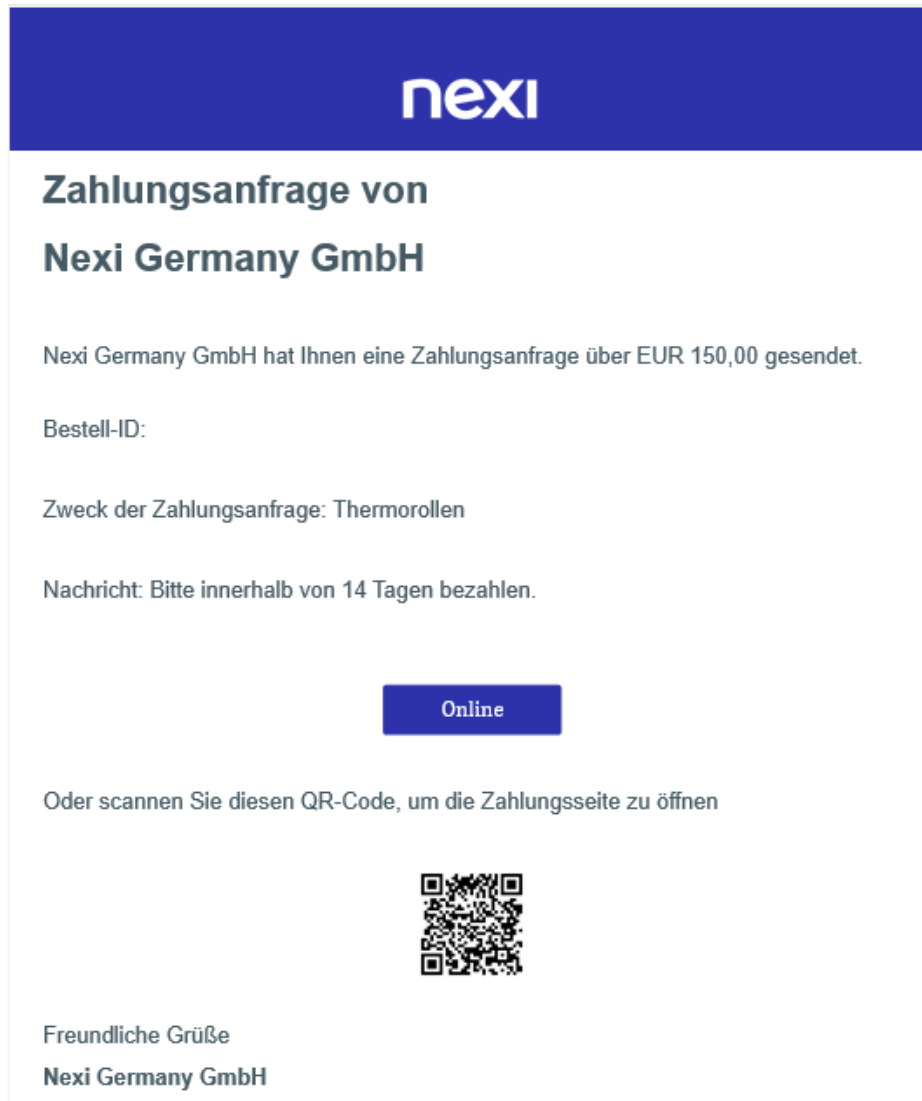 nexi
Zahlungsanfrage von
Nexi Germany GmbH
Nexi Germany GmbH hat Ihnen eine Zahlungsanfrage über EUR 150,00 gesendet.
Bestell-ID:
Zweck der Zahlungsanfrage: Thermorollen
Nachricht: Bitte innerhalb von 14 Tagen bezahlen.
Online
Oder scannen Sie diesen QR-Code, um die Zahlungsseite zu öffnen
Freundliche Grüße
Nexi Germany GmbH